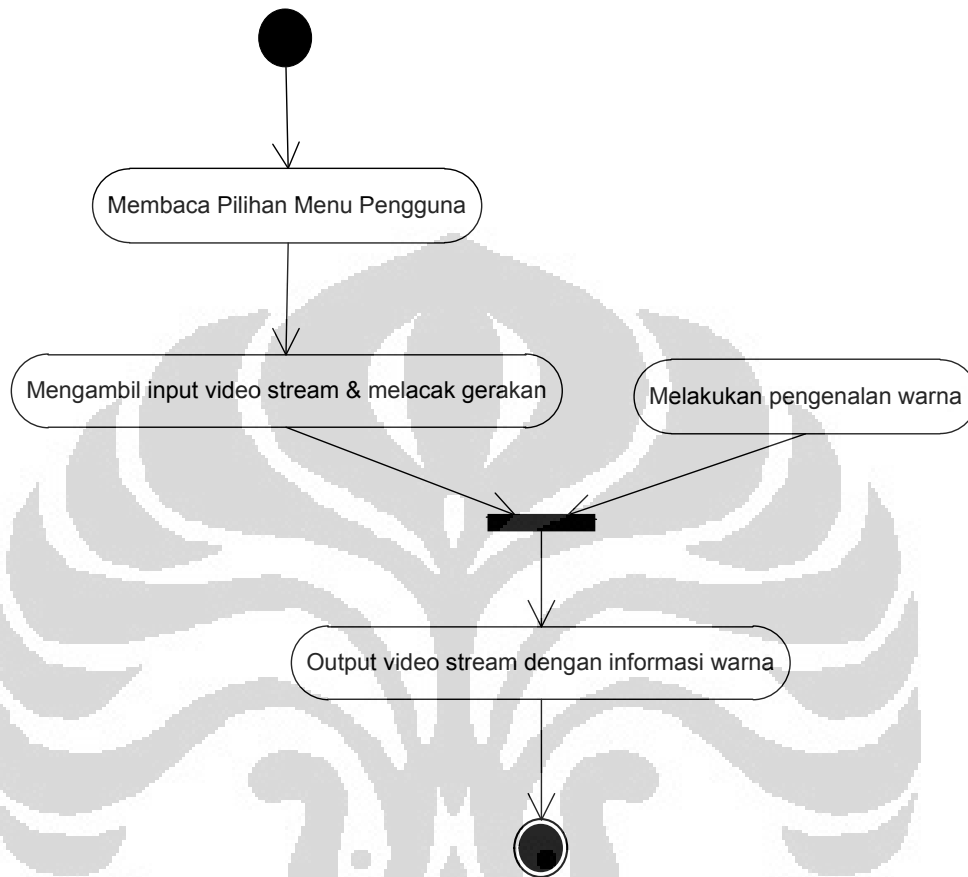 Membaca Pilihan Menu Pengguna
Mengambil input video stream & melacak gerakan
Melakukan pengenalan warna
Output video stream dengan informasi warna